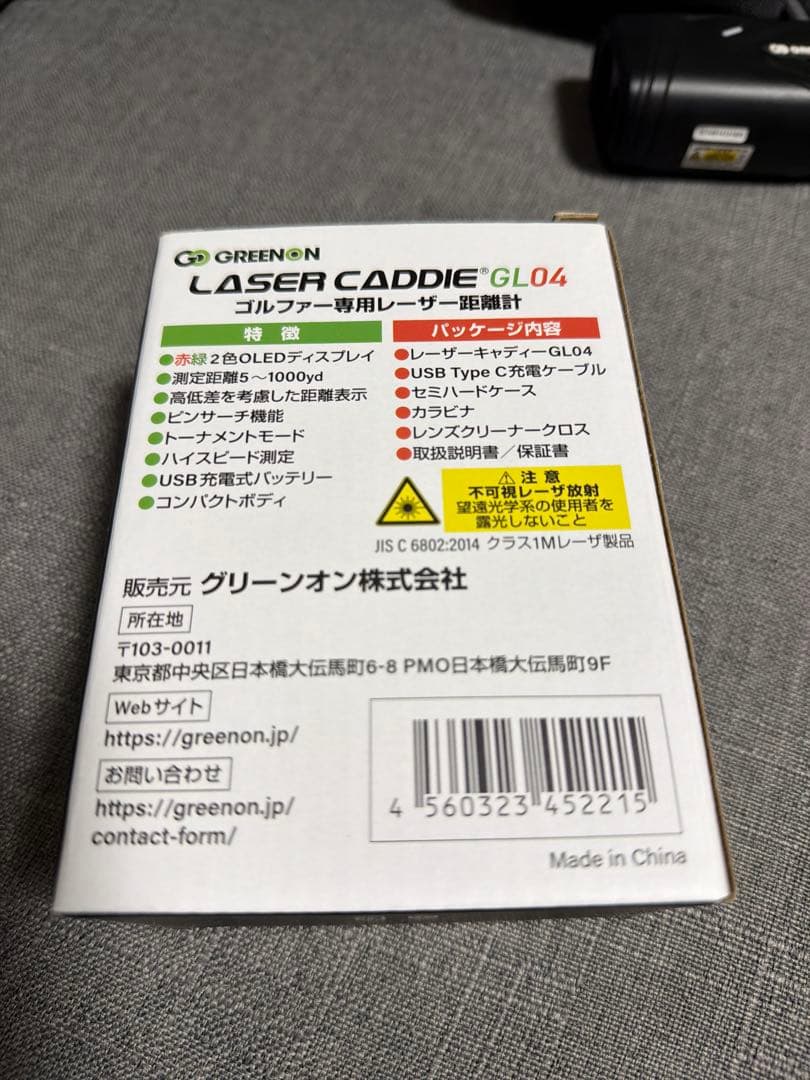 GREENON
LASER CADDIE® GL04
ゴルファー専用レーザー距離計
特徴
●赤緑2色OLEDディスプレイ
●測定距離5〜1000yd
●高低差を考慮した距離表示
●ピンサーチ機能
●トーナメントモード
●ハイスピード測定
●USB充電式バッテリー
●コンパクトボディ
パッケージ内容
●レーザーキャディーGL04
●USB Type C充電ケーブル
●セミハードケース
●カラビナ
●レンズクリーナークロス
●取扱説明書／保証書
注意
不可視レーザ放射
望遠光学系の使用者を
露光しないこと
JIS C 6802:2014 クラス1Mレーザ製品
販売元 グリーンオン株式会社
所在地
〒103-0011
東京都中央区日本橋大伝馬町6-8 PMO日本橋大伝馬町9F
Webサイト
https://greenon.jp/
お問い合わせ
https://greenon.jp/
contact-form/
4 560323 452215
Made in China